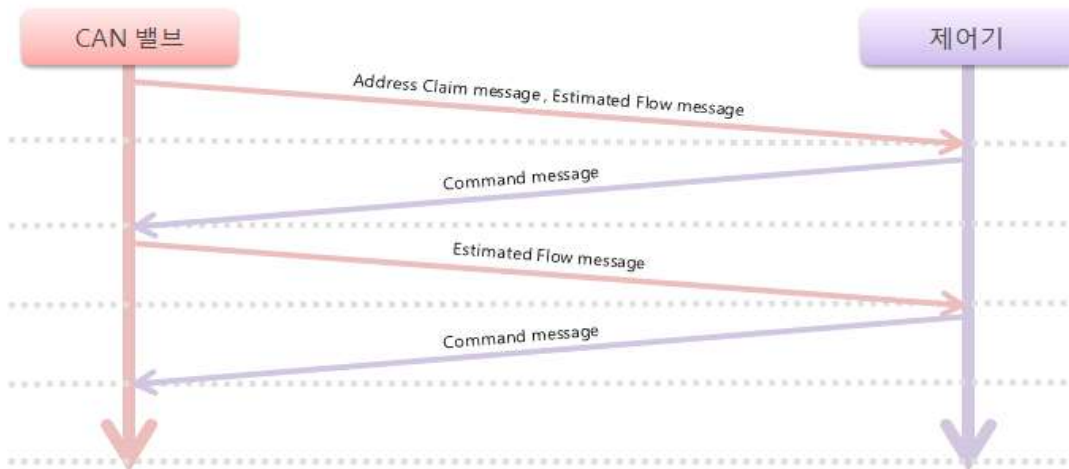 CAN 밸브
제어기
Address Claim message , Estimated Flow message
Command message
Estimated Flow message
Command message